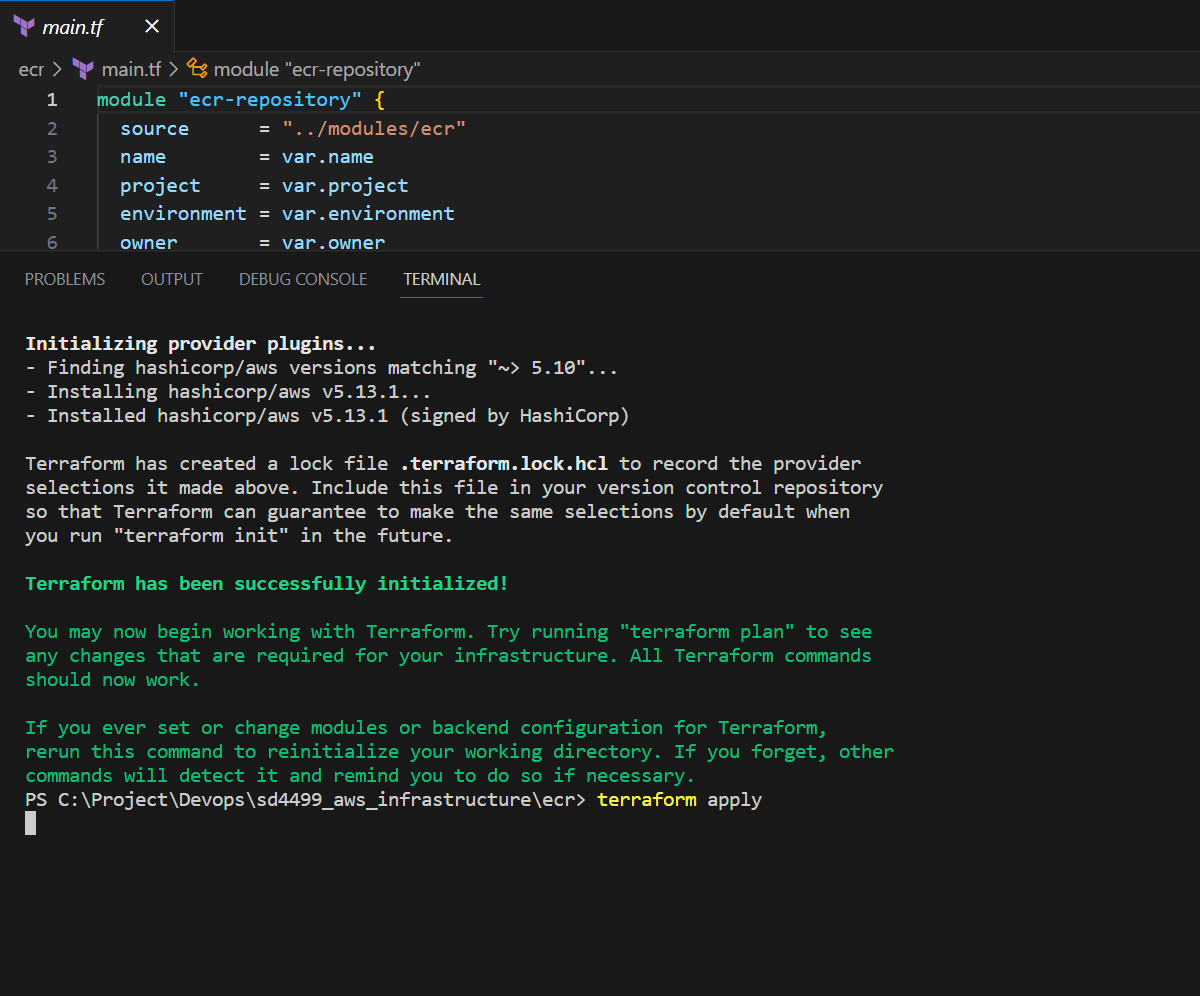 main.tf
ecr > main.tf > module "ecr-repository"
1 module "ecr-repository" {
2 source = "../modules/ecr"
3 name = var.name
4 project = var.project
5 environment = var.environment
6 owner = var.owner
PROBLEMS OUTPUT DEBUG CONSOLE TERMINAL
Initializing provider plugins...
- Finding hashicorp/aws versions matching "~> 5.10"...
- Installing hashicorp/aws v5.13.1...
- Installed hashicorp/aws v5.13.1 (signed by HashiCorp)
Terraform has created a lock file .terraform.lock.hcl to record the provider
selections it made above. Include this file in your version control repository
so that Terraform can guarantee to make the same selections by default when
you run "terraform init" in the future.
Terraform has been successfully initialized!
You may now begin working with Terraform. Try running "terraform plan" to see
any changes that are required for your infrastructure. All Terraform commands
should now work.
If you ever set or change modules or backend configuration for Terraform,
rerun this command to reinitialize your working directory. If you forget, other
commands will detect it and remind you to do so if necessary.
PS C:\Project\Devops\sd4499_aws_infrastructure\ecr> terraform apply